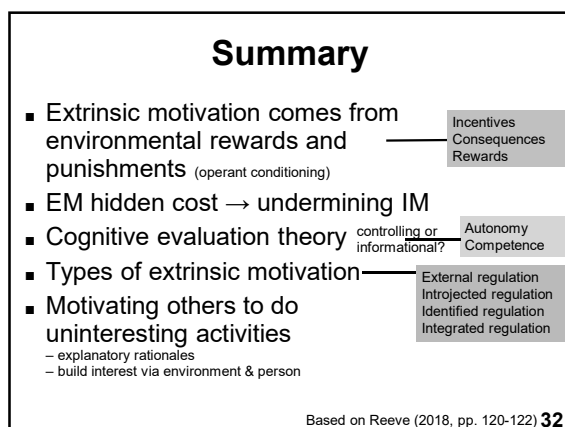 Summary
▪ Extrinsic motivation comes from
environmental rewards and
punishments (operant conditioning)
Incentives
Consequences
Rewards
▪ EM hidden cost → undermining IM
▪ Cognitive evaluation theory controlling or
informational?
Autonomy
Competence
▪ Types of extrinsic motivation
External regulation
Introjected regulation
Identified regulation
Integrated regulation
▪ Motivating others to do
uninteresting activities
– explanatory rationales
– build interest via environment & person
Based on Reeve (2018, pp. 120-122) 32